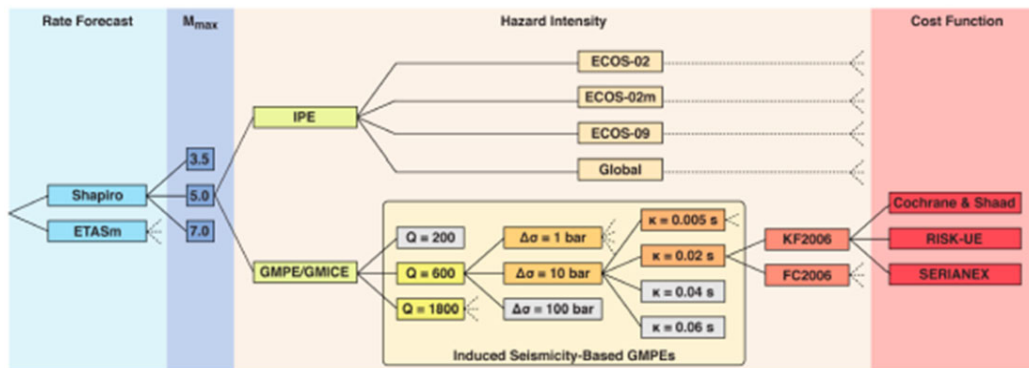 Rate Forecast
Mmax
Hazard Intensity
Cost Function
ECOS-02
ECOS-02m
IPE
ECOS-09
3.5
Global
Shapiro
5.0
ETASm
7.0
GMPE/GMICE
Q = 200
Q = 600
Q = 1800
Δσ = 1 bar
Δσ = 10 bar
Δσ = 100 bar
κ = 0.005 s
κ = 0.02 s
κ = 0.04 s
κ = 0.06 s
KF2006
FC2006
Cochrane & Shaad
RISK-UE
SERIANEX
Induced Seismicity-Based GMPEs